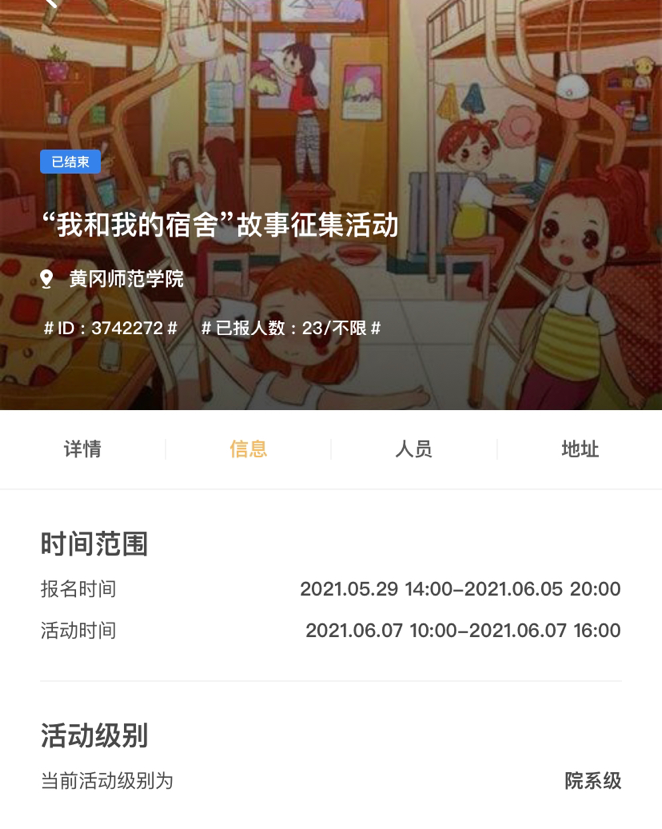 已结束
“我和我的宿舍”故事征集活动
黄冈师范学院
#ID：3742272# #已报人数：23/不限#
详情 信息 人员 地址
时间范围
报名时间 2021.05.29 14:00-2021.06.05 20:00
活动时间 2021.06.07 10:00-2021.06.07 16:00
活动级别
当前活动级别为 院系级